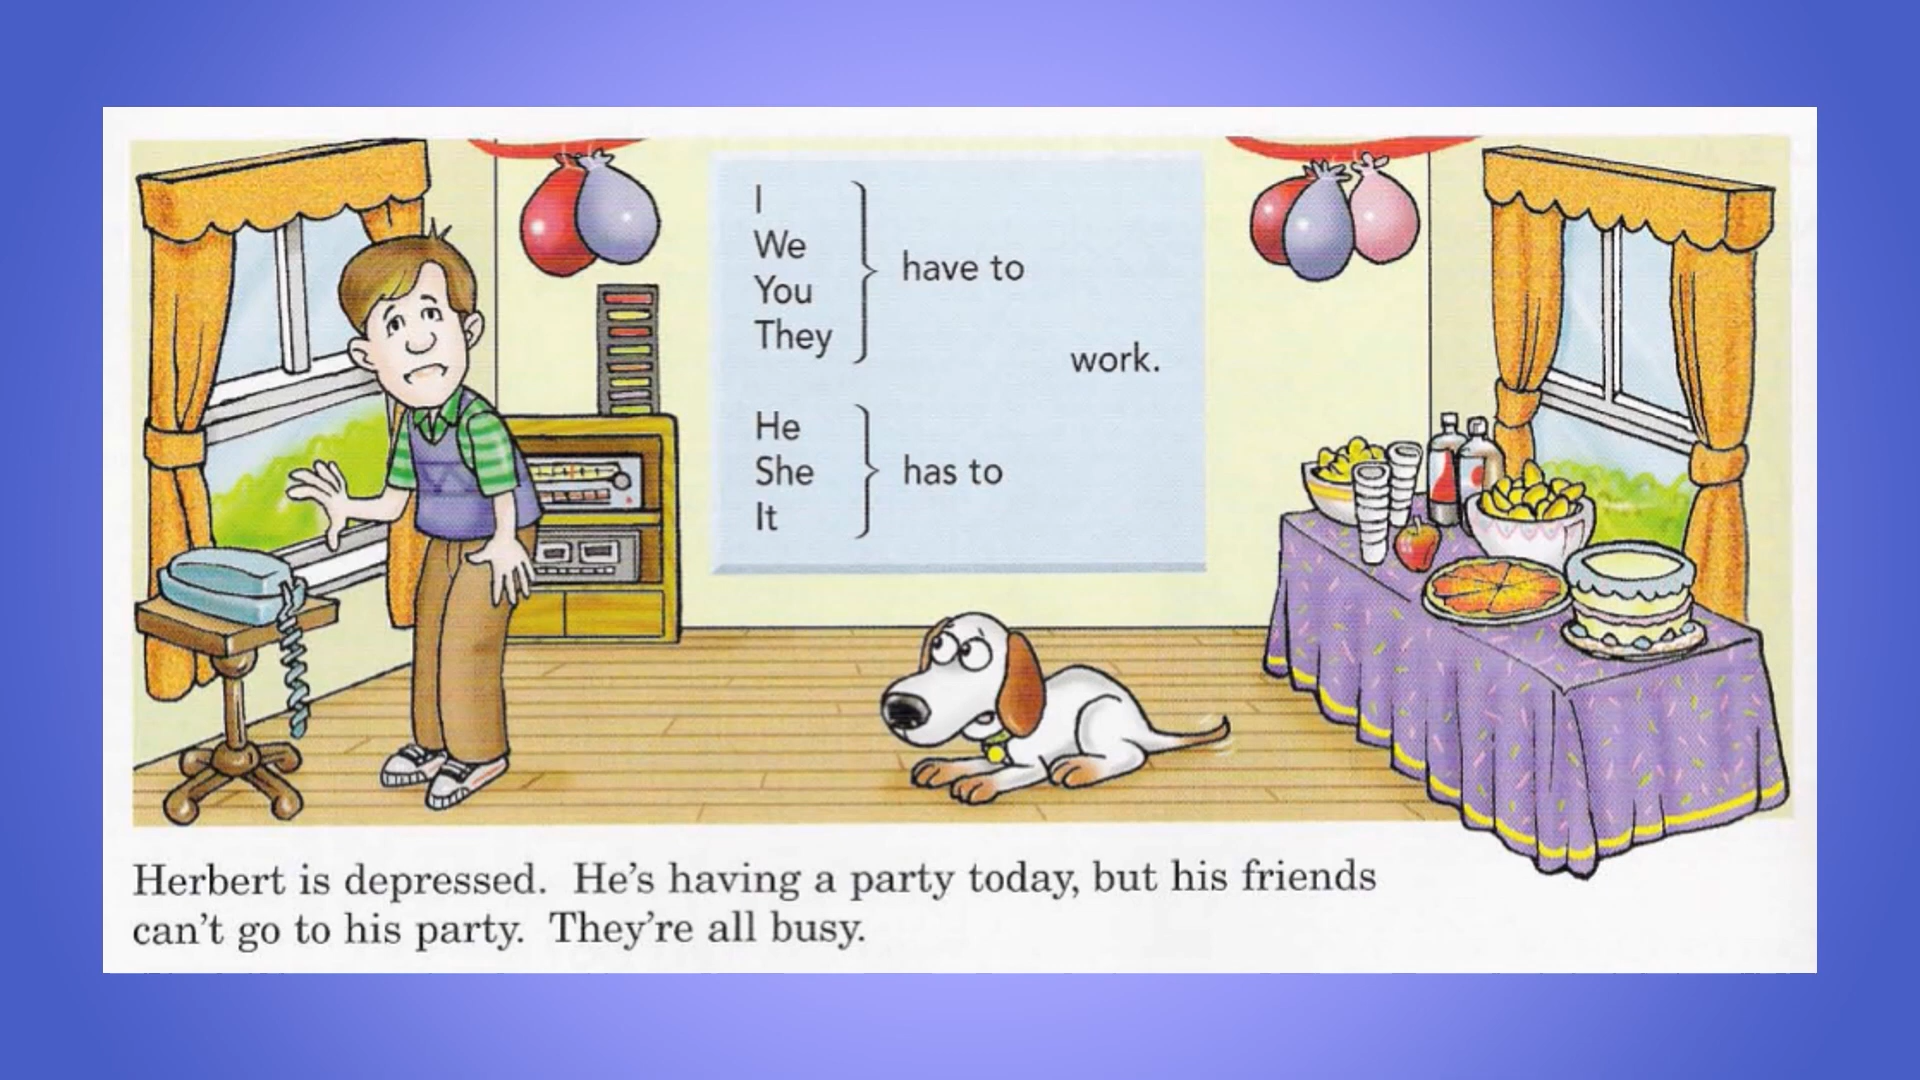 I
We
You
They
have to
work.
He
She
It
has to
Herbert is depressed. He's having a party today, but his friends
can't go to his party. They're all busy.